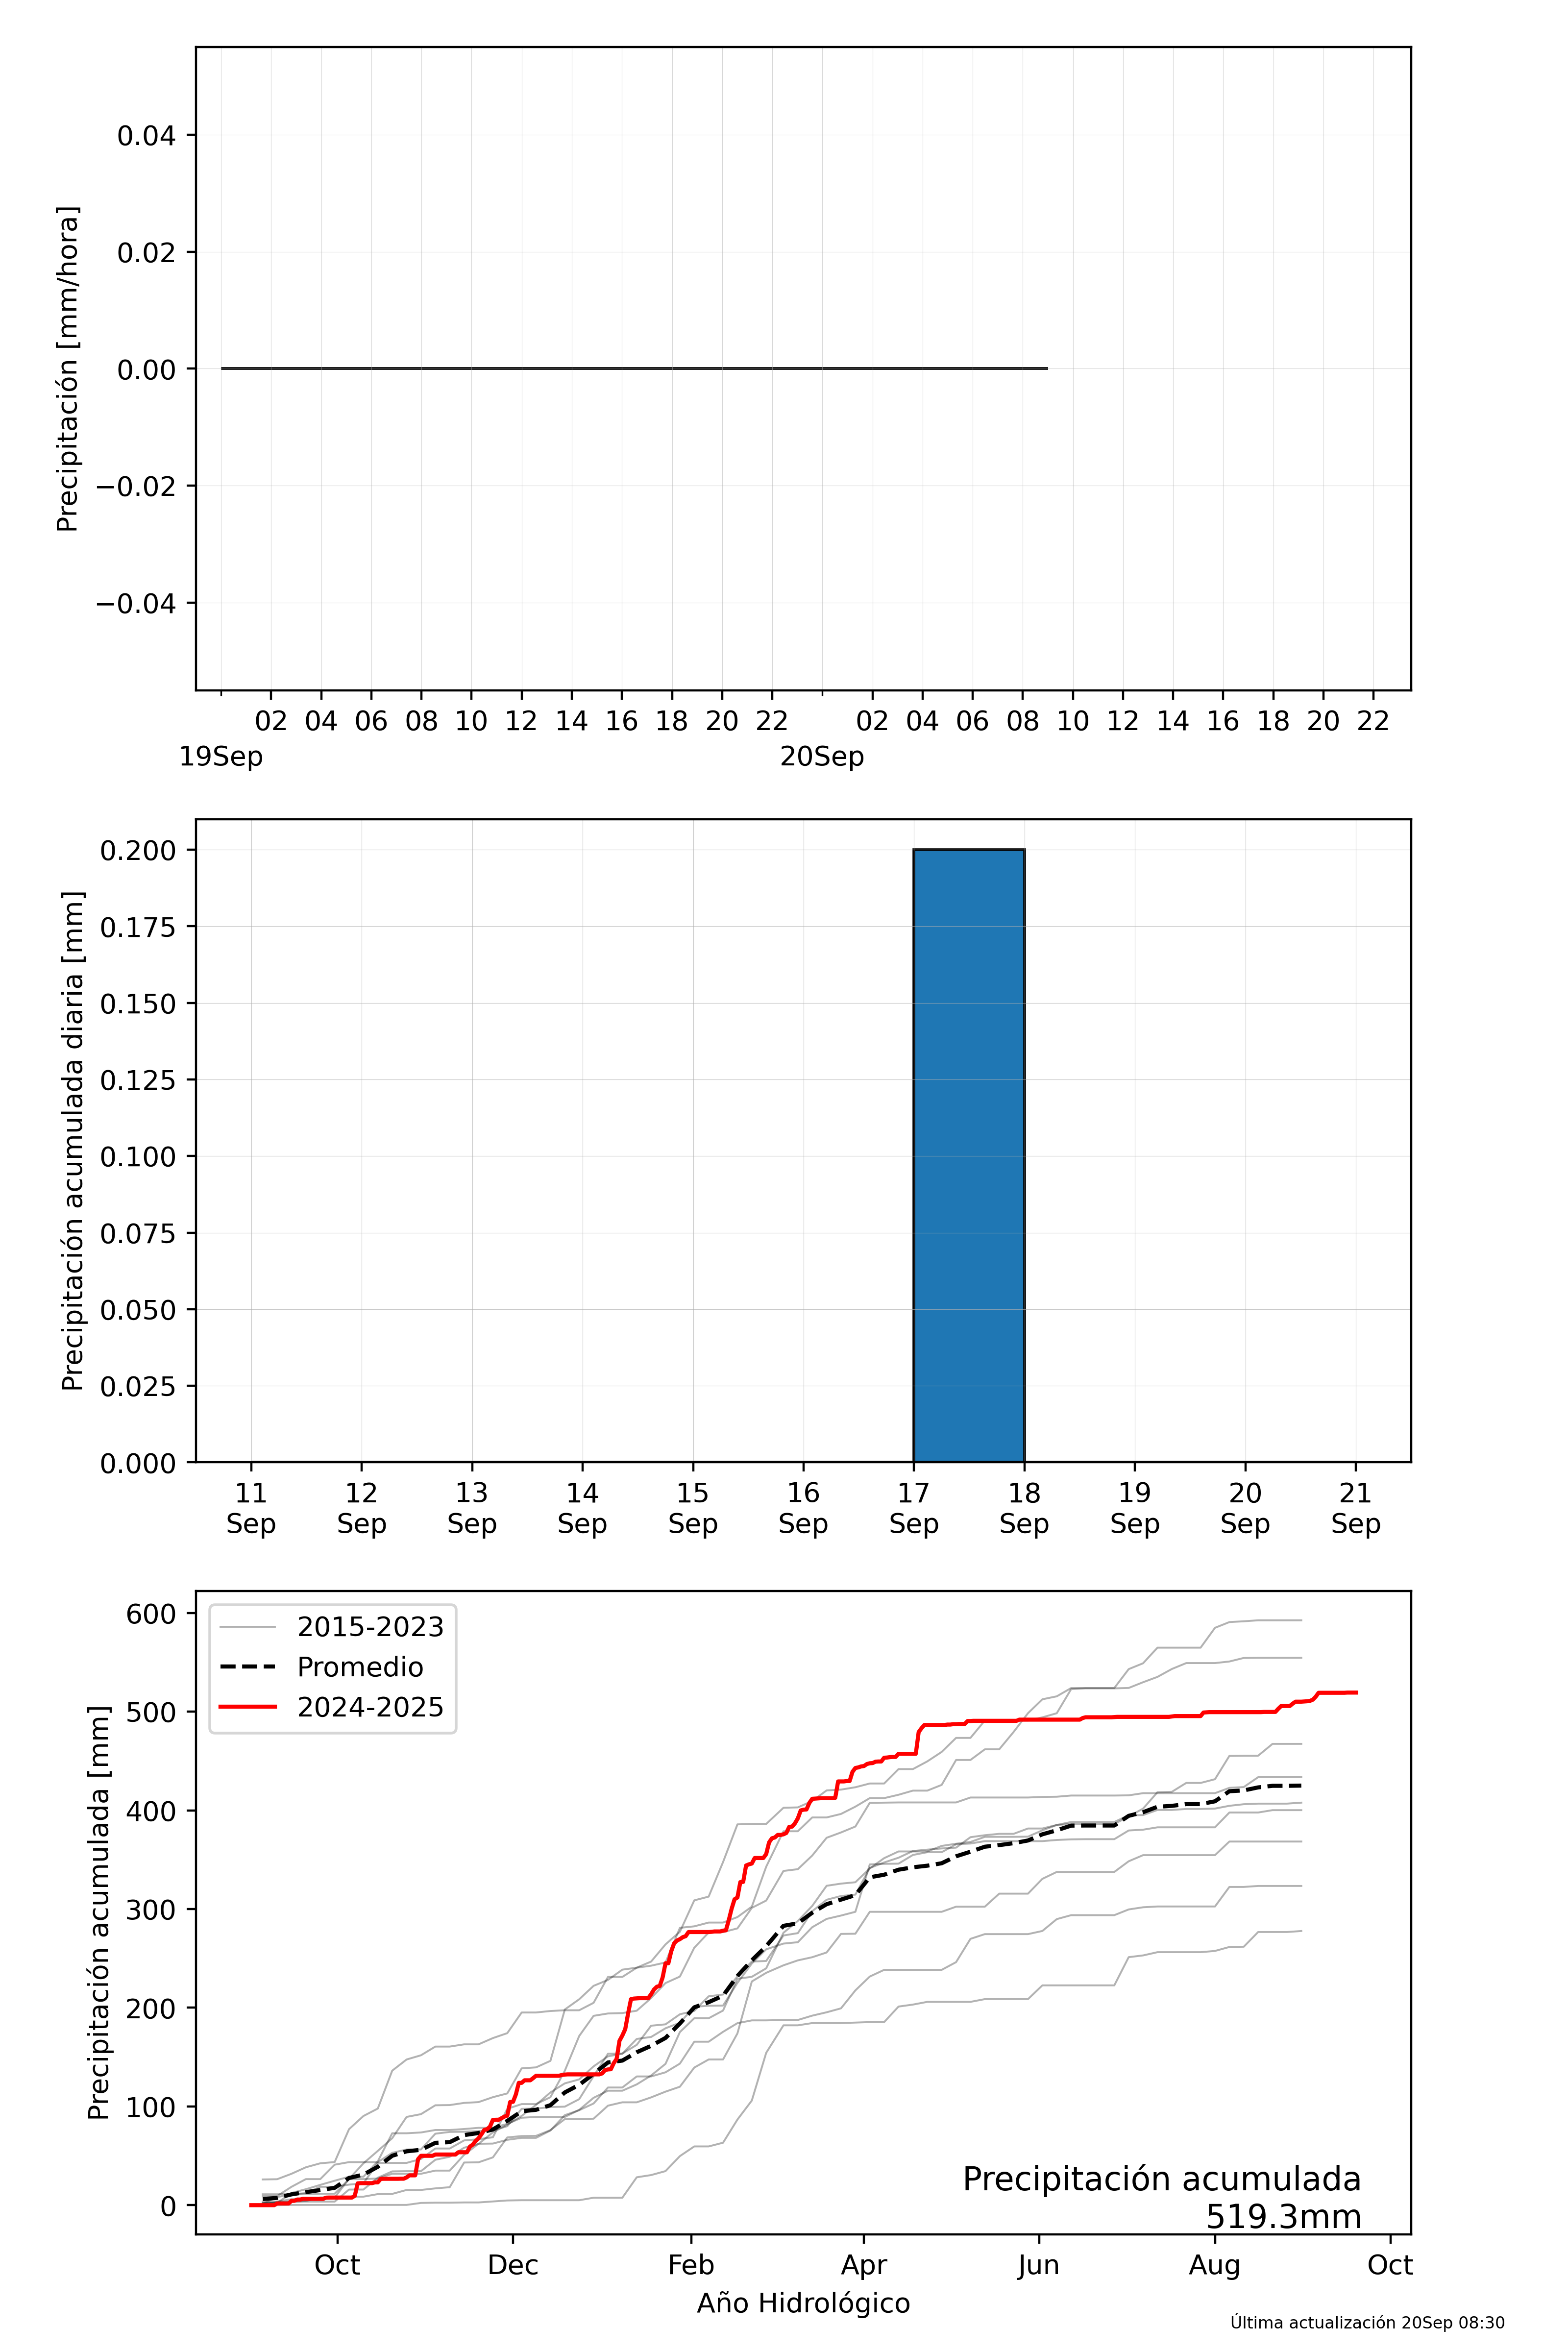 Precipitación [mm/hora]
0.04
0.02
0.00
−0.02
−0.04
02 04 06 08 10 12 14 16 18 20 22 02 04 06 08 10 12 14 16 18 20 22
19Sep 20Sep
Precipitación acumulada diaria [mm]
0.200
0.175
0.150
0.125
0.100
0.075
0.050
0.025
0.000
11 12 13 14 15 16 17 18 19 20 21
Sep Sep Sep Sep Sep Sep Sep Sep Sep Sep Sep
Precipitación acumulada [mm]
600
500
400
300
200
100
0
2015-2023
Promedio
2024-2025
Precipitación acumulada
519.3mm
Oct Dec Feb Apr Jun Aug Oct
Año Hidrológico
Última actualización 20Sep 08:30